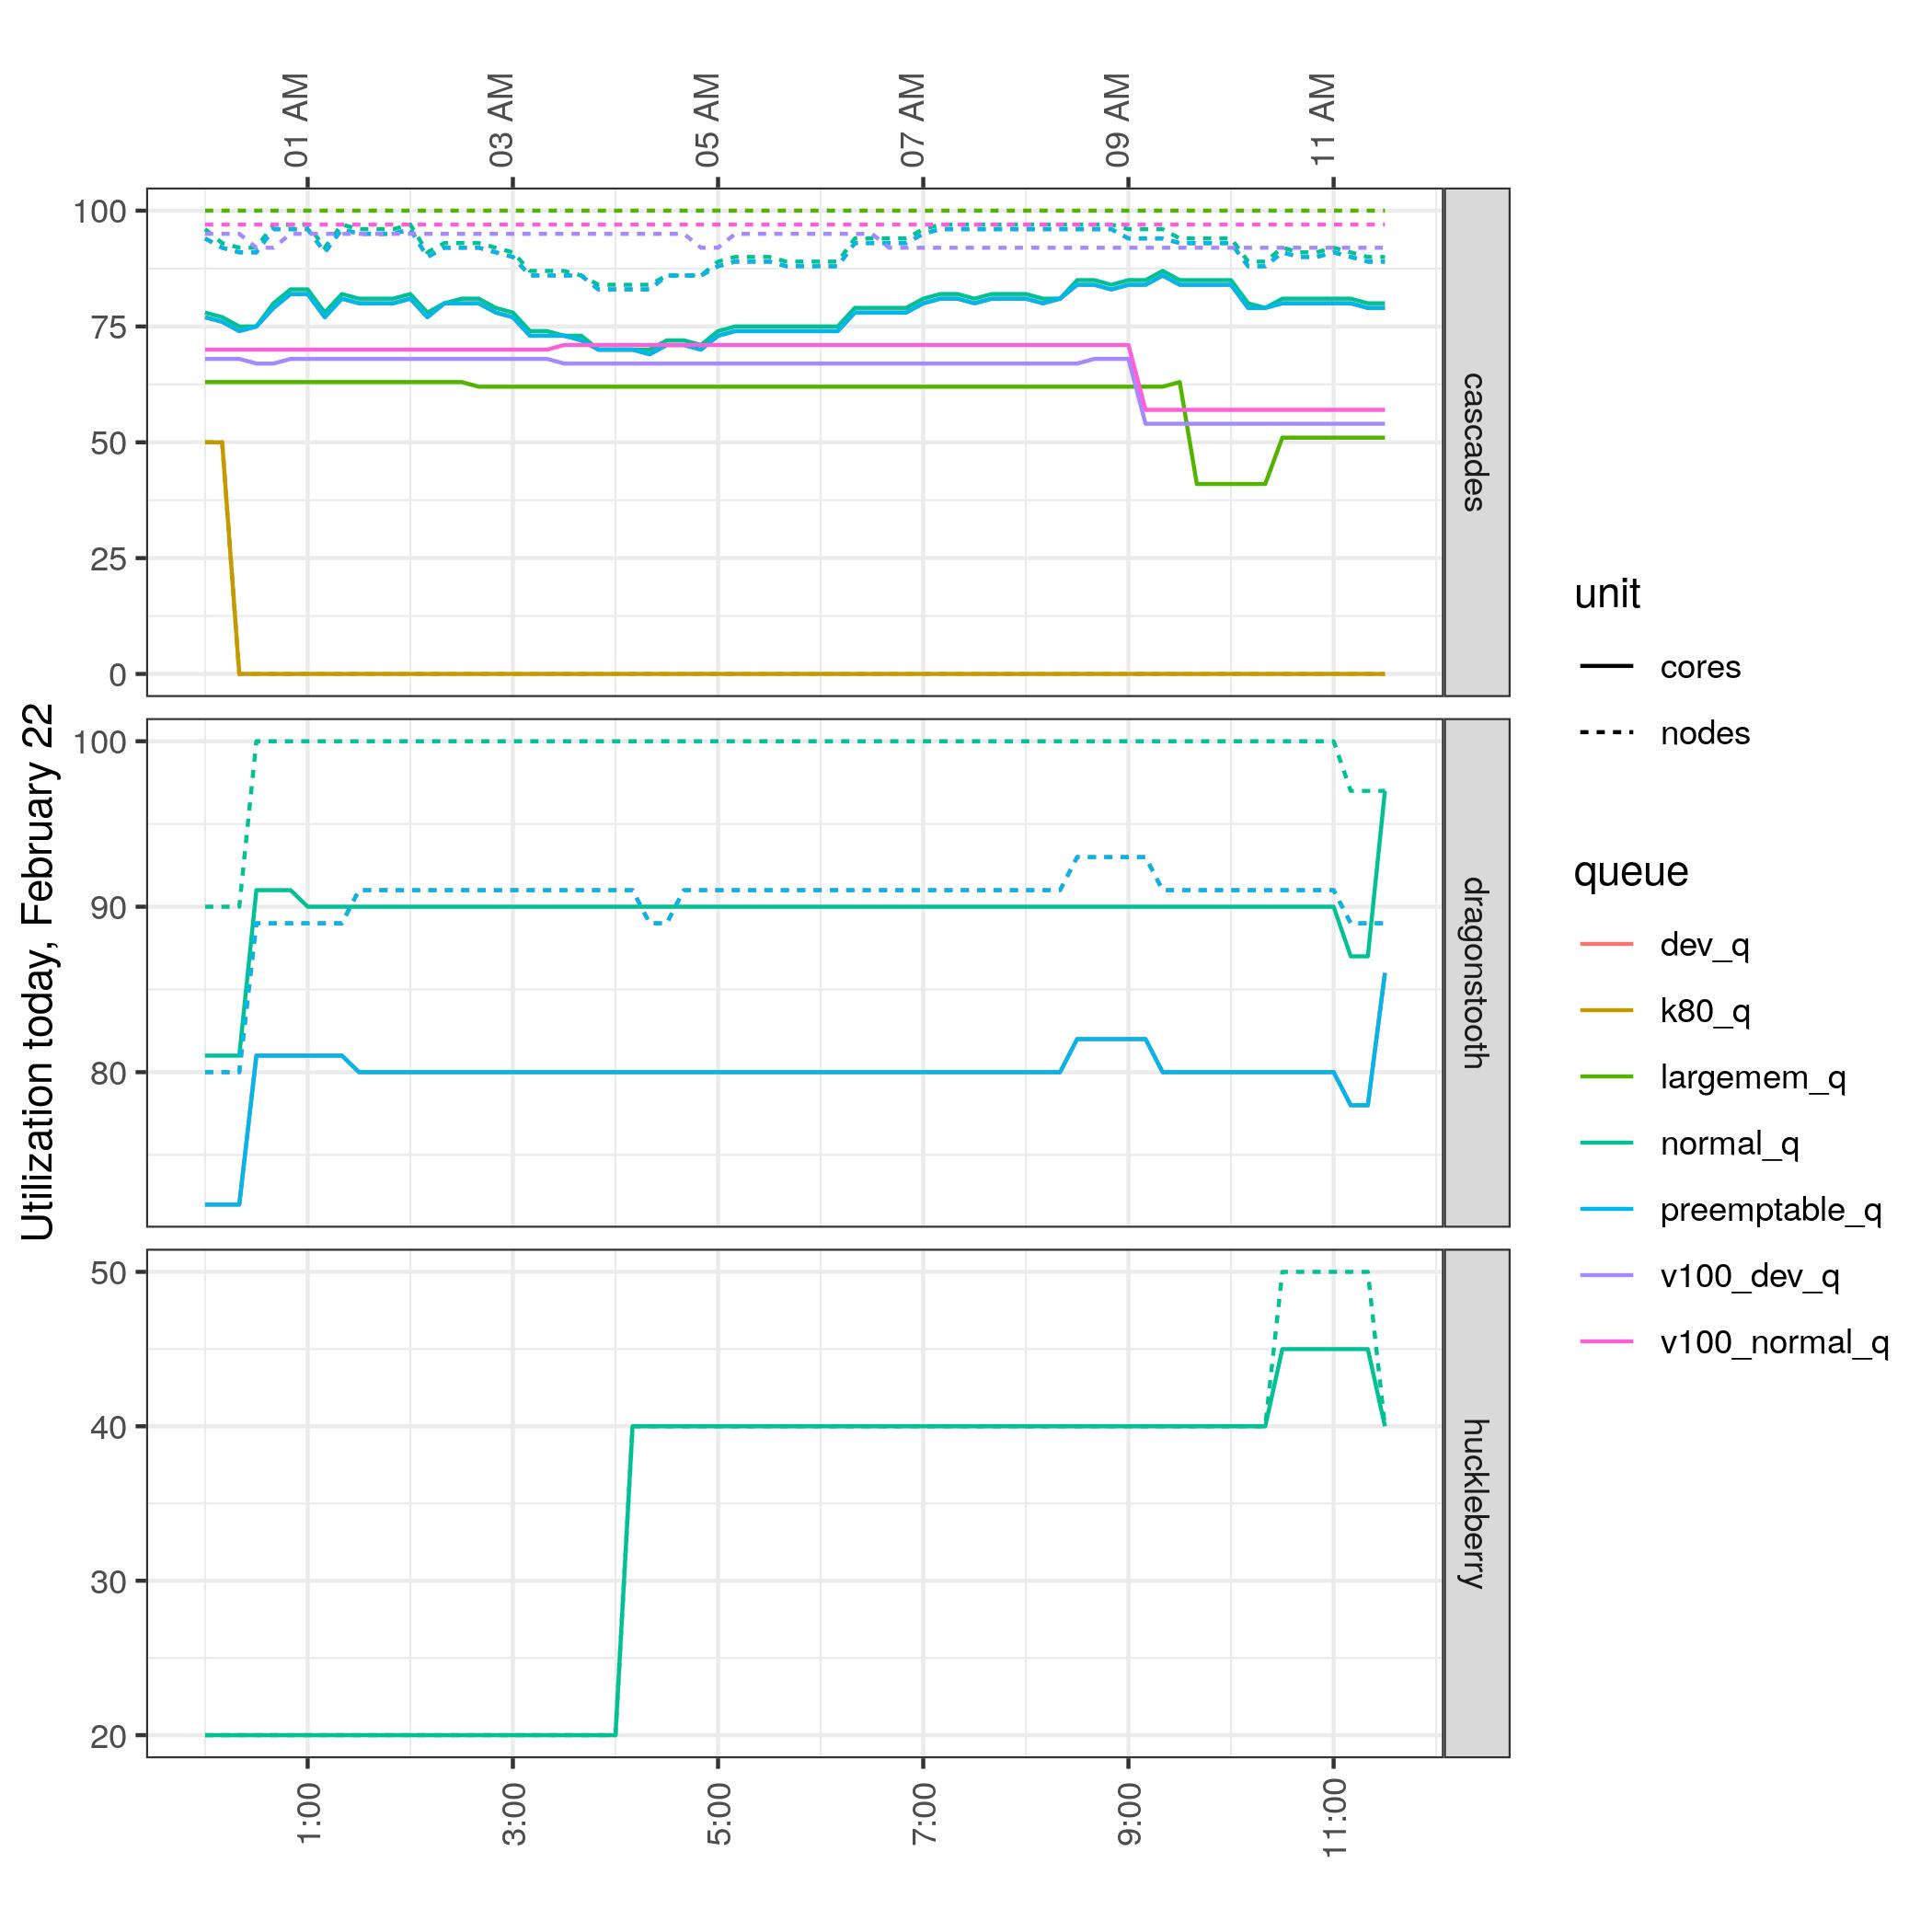 01 AM
03 AM
05 AM
07 AM
09 AM
11 AM
100
75
50
25
0
cascades
100
90
80
dragonstooth
50
40
30
20
huckleberry
1:00
3:00
5:00
7:00
9:00
11:00
Utilization today, February 22
unit
cores
nodes
queue
dev_q
k80_q
largemem_q
normal_q
preemptable_q
v100_dev_q
v100_normal_q